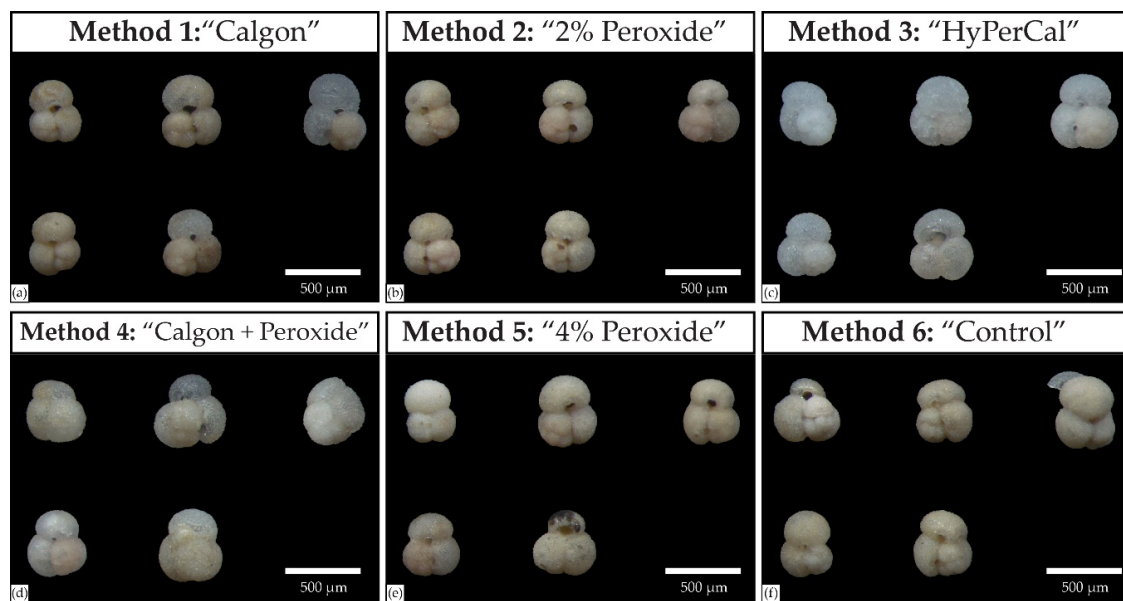 Method 1:“Calgon”
Method 2: “2% Peroxide”
Method 3: “HyPerCal”
500 µm
(a)
500 µm
(b)
500 µm
(c)
Method 4: “Calgon + Peroxide”
Method 5: “4% Peroxide”
Method 6: “Control”
500 µm
(d)
500 µm
(e)
500 µm
(f)